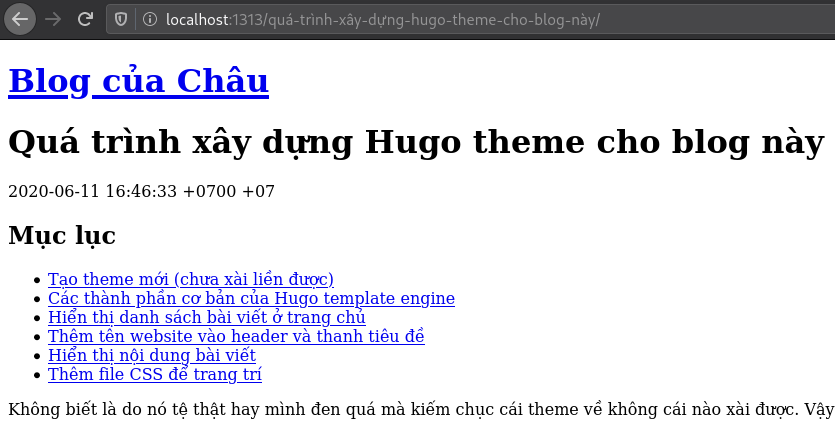 localhost:1313/quá-trình-xây-dựng-hugo-theme-cho-blog-này/
Blog của Châu
Quá trình xây dựng Hugo theme cho blog này
2020-06-11 16:46:33 +0700 +07
Mục lục
Tạo theme mới (chưa xài liền được)
Các thành phần cơ bản của Hugo template engine
Hiển thị danh sách bài viết ở trang chủ
Thêm tên website vào header và thanh tiêu đề
Hiển thị nội dung bài viết
Thêm file CSS để trang trí
Không biết là do nó tệ thật hay mình đen quá mà kiếm chục cái theme về không cái nào xài được. Vậy